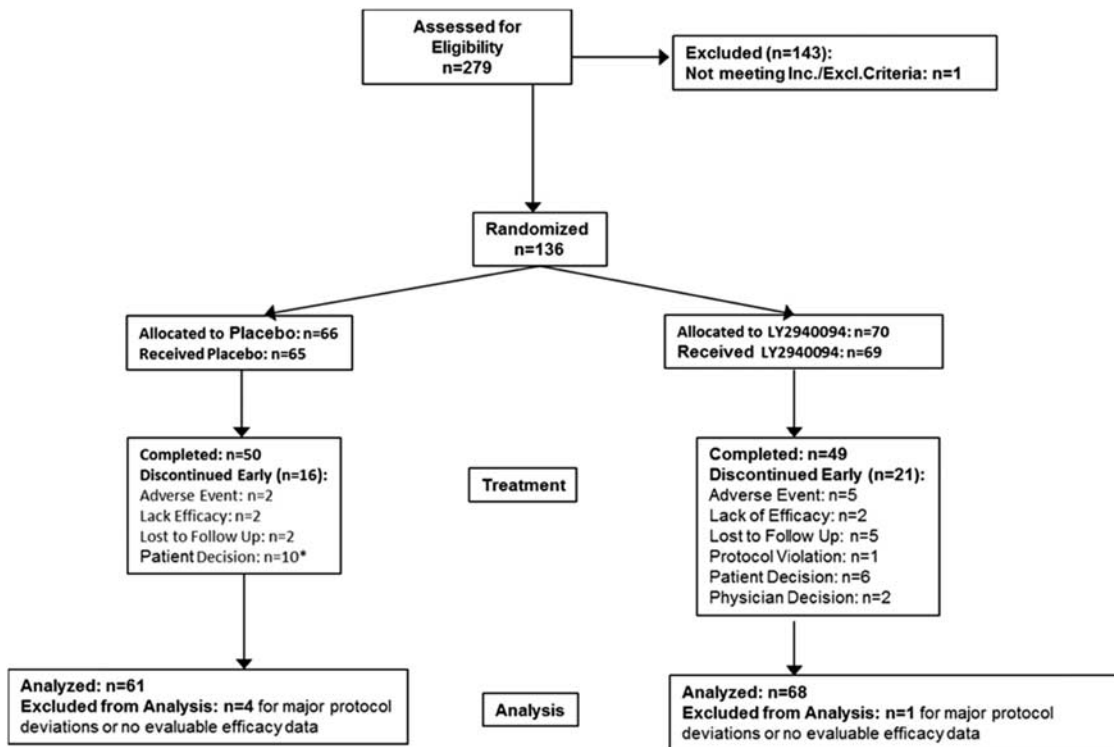 Assessed for
Eligibility
n=279
Excluded (n=143):
Not meeting Inc./Excl.Criteria: n=1
Randomized
n=136
Allocated to Placebo: n=66
Received Placebo: n=65
Allocated to LY2940094: n=70
Received LY2940094: n=69
Completed: n=50
Discontinued Early (n=16):
Adverse Event: n=2
Lack Efficacy: n=2
Lost to Follow Up: n=2
Patient Decision: n=10*
Treatment
Completed: n=49
Discontinued Early (n=21):
Adverse Event: n=5
Lack of Efficacy: n=2
Lost to Follow Up: n=5
Protocol Violation: n=1
Patient Decision: n=6
Physician Decision: n=2
Analyzed: n=61
Excluded from Analysis: n=4 for major protocol
deviations or no evaluable efficacy data
Analysis
Analyzed: n=68
Excluded from Analysis: n=1 for major protocol
deviations or no evaluable efficacy data